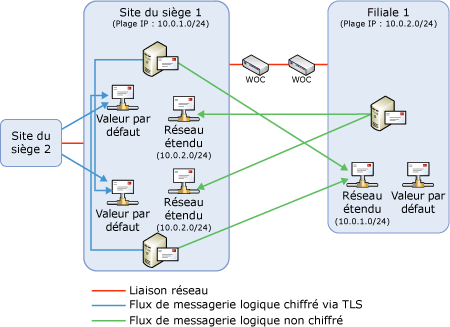 Site du siège 1
(Plage IP : 10.0.1.0/24)
Filiale 1
(Plage IP : 10.0.2.0/24)
WOC
WOC
Valeur par
défaut
Réseau
étendu
(10.0.2.0/24)
Site du
siège 2
Valeur par
défaut
Réseau
étendu
(10.0.2.0/24)
Réseau
étendu
(10.0.1.0/24)
Valeur par
défaut
Liaison réseau
Flux de messagerie logique chiffré via TLS
Flux de messagerie logique non chiffré